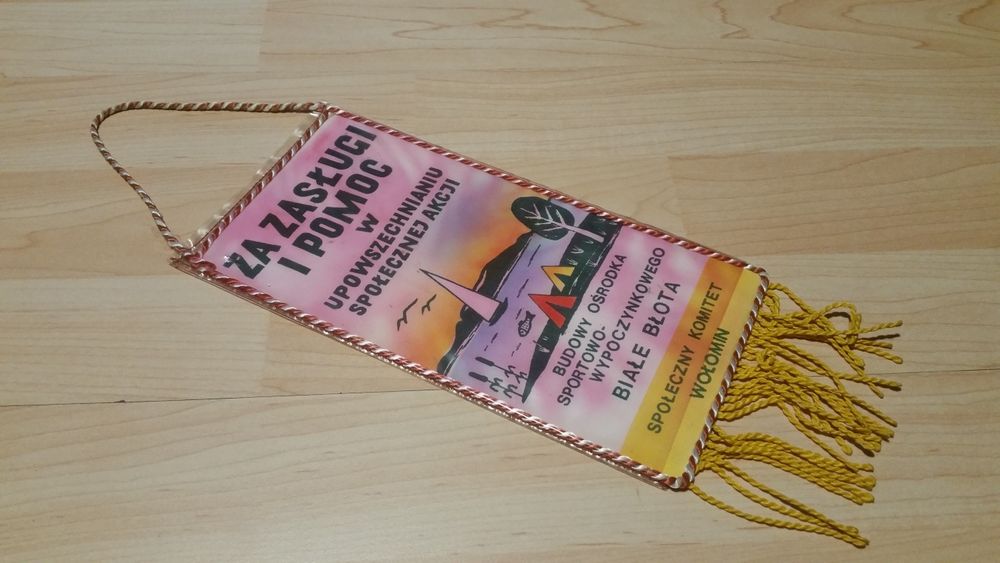 ZA ZASŁUGI
I POMOC
W
UPOWSZECHNIANIU
SPOŁECZNEJ AKCJI
BUDOWY OŚRODKA
SPORTOWO-
WYPOCZYNKOWEGO
BIAŁE BŁOTA
SPOŁECZNY KOMITET
WOŁOMIN